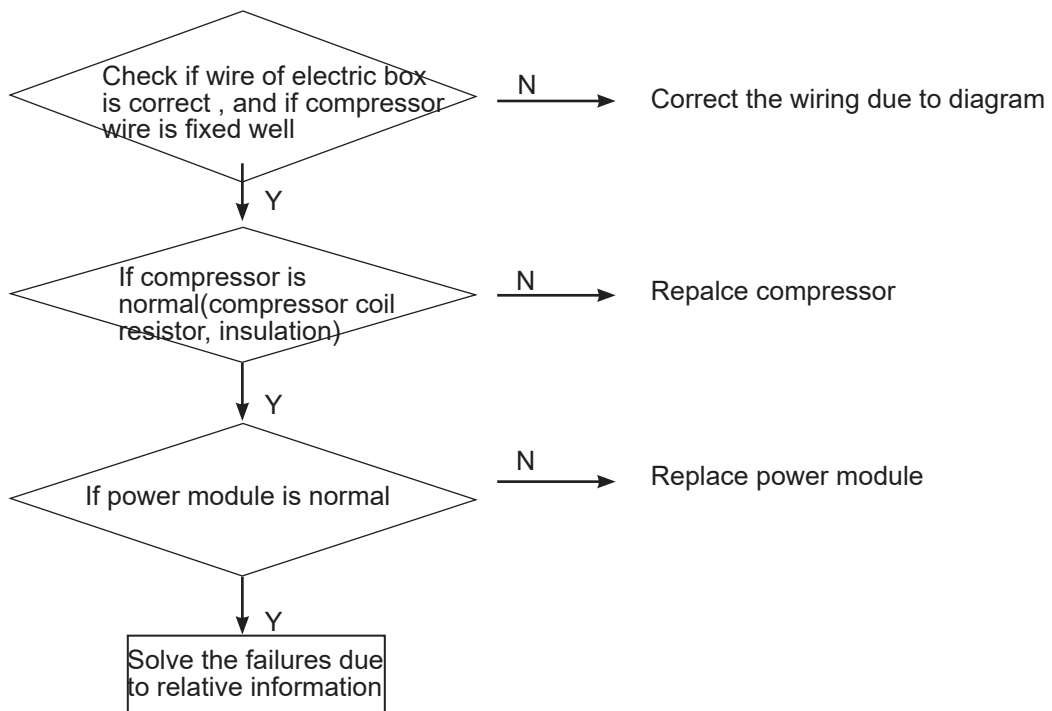 Check if wire of electric box
is correct , and if compressor
wire is fixed well
N
Correct the wiring due to diagram
Y
If compressor is
normal(compressor coil
resistor, insulation)
N
Repalce compressor
Y
If power module is normal
N
Replace power module
Y
Solve the failures due
to relative information